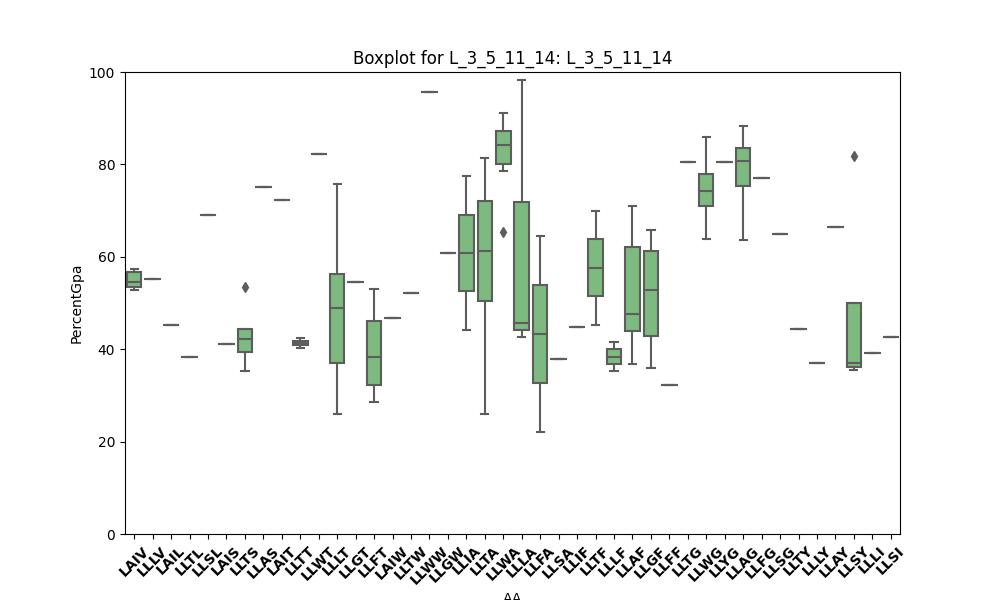 Boxplot for L_3_5_11_14: L_3_5_11_14
100
80
60
40
20
0
PercentGpa
LAIV LLLV LAIL LLTL LLSL LAIS LLTS LLAS LAIT LLTT LLWT LLLT LLGT LLFT LAIW LLTW LLWW LLGW LLIA LLTA LLWA LLLA LLFA LLSA LLIF LLTF LLLF LLAF LLGF LLFF LLTG LLWG LLYG LLAG LLFG LLSG LLTY LLLY LLAY LLSY LLLI LLSI
AA